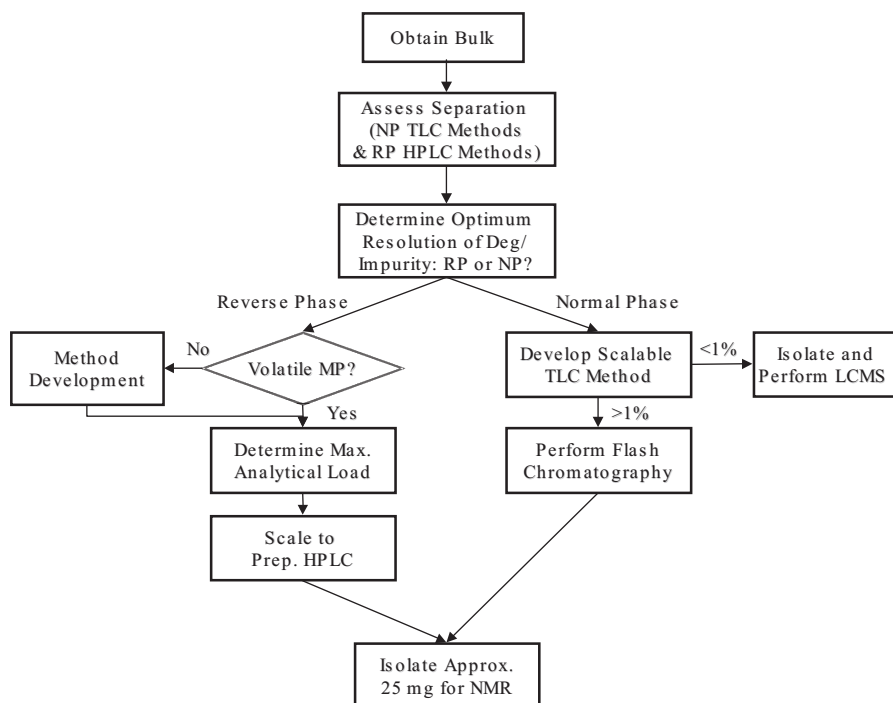 Obtain Bulk
Assess Separation
(NP TLC Methods
& RP HPLC Methods)
Determine Optimum
Resolution of Deg/
Impurity: RP or NP?
Reverse Phase
Normal Phase
Method
Development
No
Volatile MP?
Develop Scalable
TLC Method
<1%
Isolate and
Perform LCMS
Yes
>1%
Determine Max.
Analytical Load
Perform Flash
Chromatography
Scale to
Prep. HPLC
Isolate Approx.
25 mg for NMR